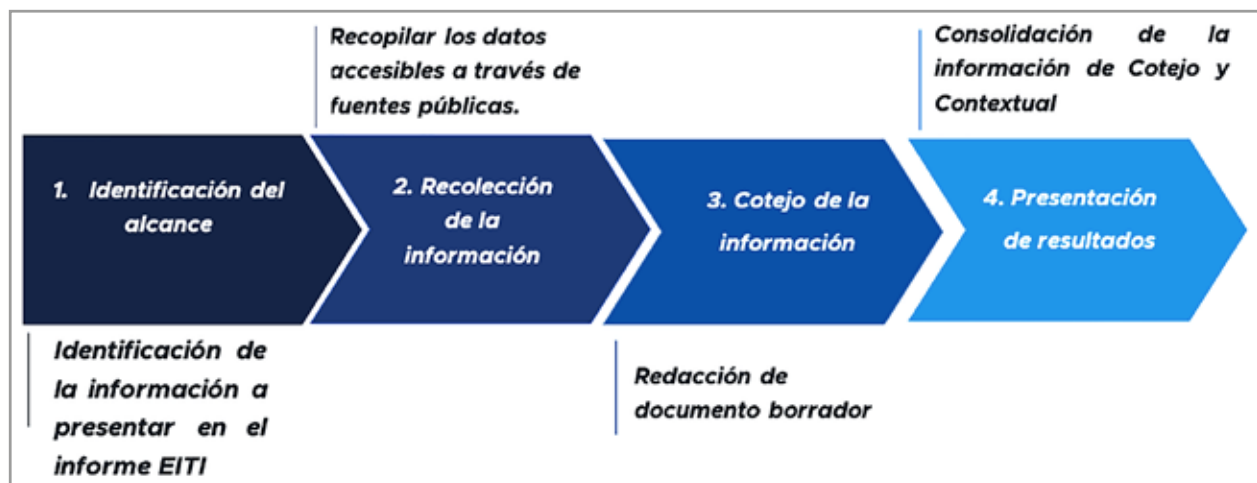 Recopilar los datos
accesibles a través de
fuentes públicas.
Consolidación de la
información de Cotejo y
Contextual
1. Identificación del
alcance
2. Recolección
de la
información
3. Cotejo de la
información
4. Presentación
de resultados
Identificación de
la información a
presentar en el
informe EITI
Redacción de
documento borrador